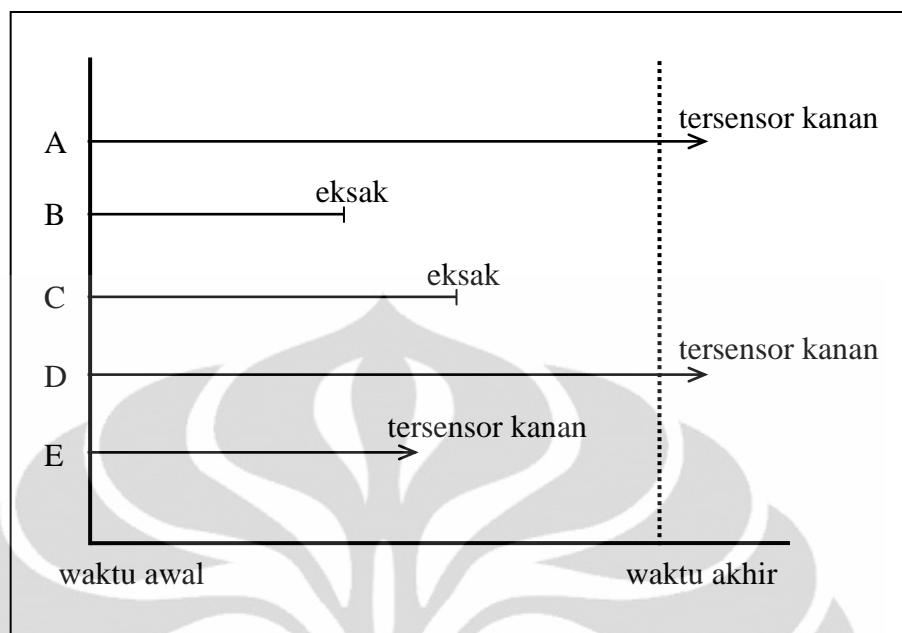 tersensor kanan
A
eksak
B
eksak
C
tersensor kanan
D
tersensor kanan
E
waktu awal waktu akhir